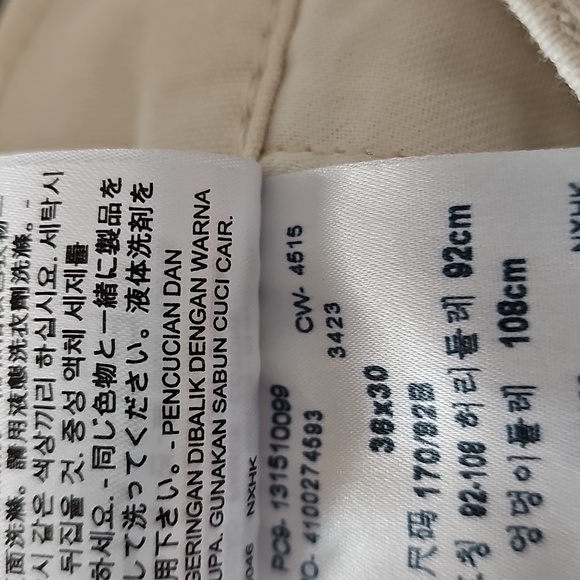 面洗滌。請用液態洗衣劑洗滌。-
시 같은 색상끼리 하십시요. 세탁 시
뒤집을 것. 중성 액체 세제를
하세요. - 同じ色物と一緒に製品を
して洗ってください。液体洗剤を
用下さい。- PENCUCIAN DAN
GERINGAN DIBALIK DENGAN WARNA
UPA. GUNAKAN SABUN CUCI CAIR.
046 NXHK
PC9- 131510099 CW- 4515
O- 4100274593 3423
36x30
尺码 170/92
칭 92-108 허리둘레 92cm
엉덩이둘레 108cm
NXHK